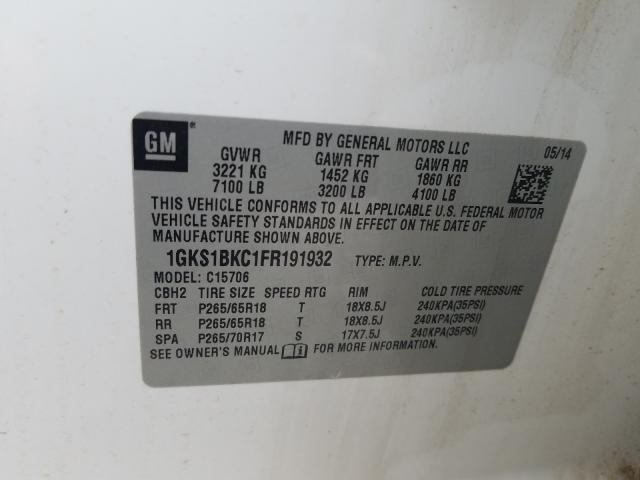 GM ®
MFD BY GENERAL MOTORS LLC 05/14
GVWR GAWR FRT GAWR RR
3221 KG 1452 KG 1860 KG
7100 LB 3200 LB 4100 LB
THIS VEHICLE CONFORMS TO ALL APPLICABLE U.S. FEDERAL MOTOR
VEHICLE SAFETY STANDARDS IN EFFECT ON THE DATE OF
MANUFACTURE SHOWN ABOVE.
1GKS1BKC1FR191932 TYPE: M.P.V.
MODEL: C15706
CBH2 TIRE SIZE SPEED RTG RIM COLD TIRE PRESSURE
FRT P265/65R18 T 18X8.5J 240KPA(35PSI)
RR P265/65R18 T 18X8.5J 240KPA(35PSI)
SPA P265/70R17 S 17X7.5J 240KPA(35PSI)
SEE OWNER'S MANUAL i FOR MORE INFORMATION.